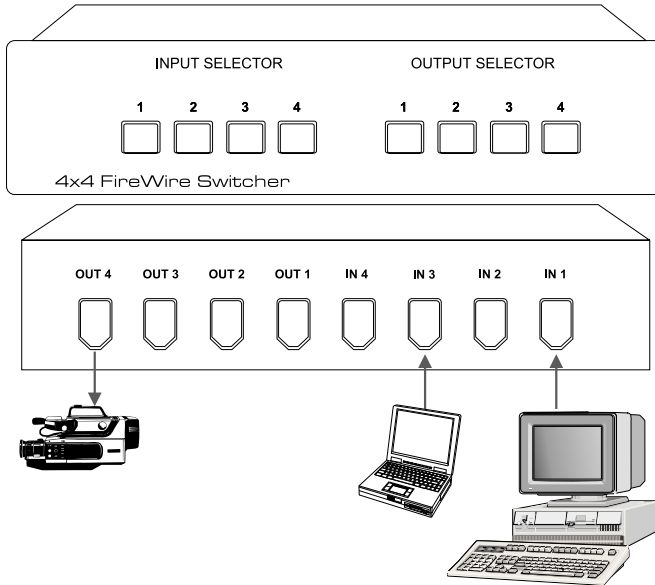 INPUT SELECTOR OUTPUT SELECTOR
1 2 3 4 1 2 3 4
4x4 FireWire Switcher
OUT 4 OUT 3 OUT 2 OUT 1 IN 4 IN 3 IN 2 IN 1